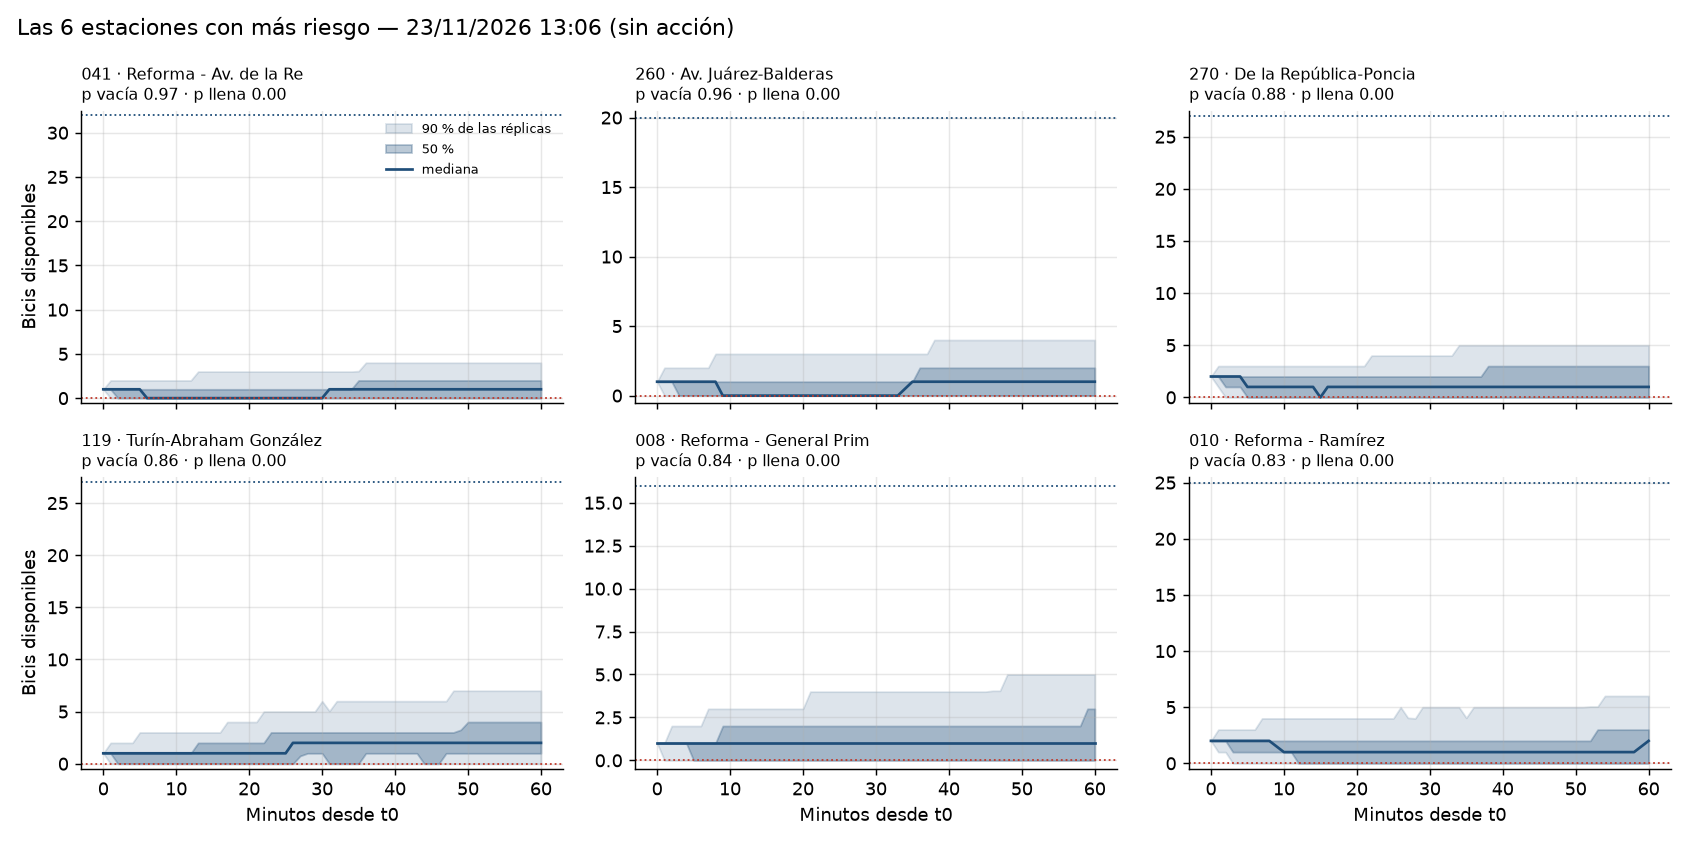 Las 6 estaciones con más riesgo — 23/11/2026 13:06 (sin acción)
041 · Reforma - Av. de la Re
p vacía 0.97 · p llena 0.00
260 · Av. Juárez-Balderas
p vacía 0.96 · p llena 0.00
270 · De la República-Poncia
p vacía 0.88 · p llena 0.00
Bicis disponibles
30
25
20
15
10
5
0
90 % de las réplicas
50 %
mediana
20
15
10
5
0
25
20
15
10
5
0
119 · Turín-Abraham González
p vacía 0.86 · p llena 0.00
008 · Reforma - General Prim
p vacía 0.84 · p llena 0.00
010 · Reforma - Ramírez
p vacía 0.83 · p llena 0.00
Bicis disponibles
25
20
15
10
5
0
0 10 20 30 40 50 60
Minutos desde t0
15.0
12.5
10.0
7.5
5.0
2.5
0.0
0 10 20 30 40 50 60
Minutos desde t0
25
20
15
10
5
0
0 10 20 30 40 50 60
Minutos desde t0